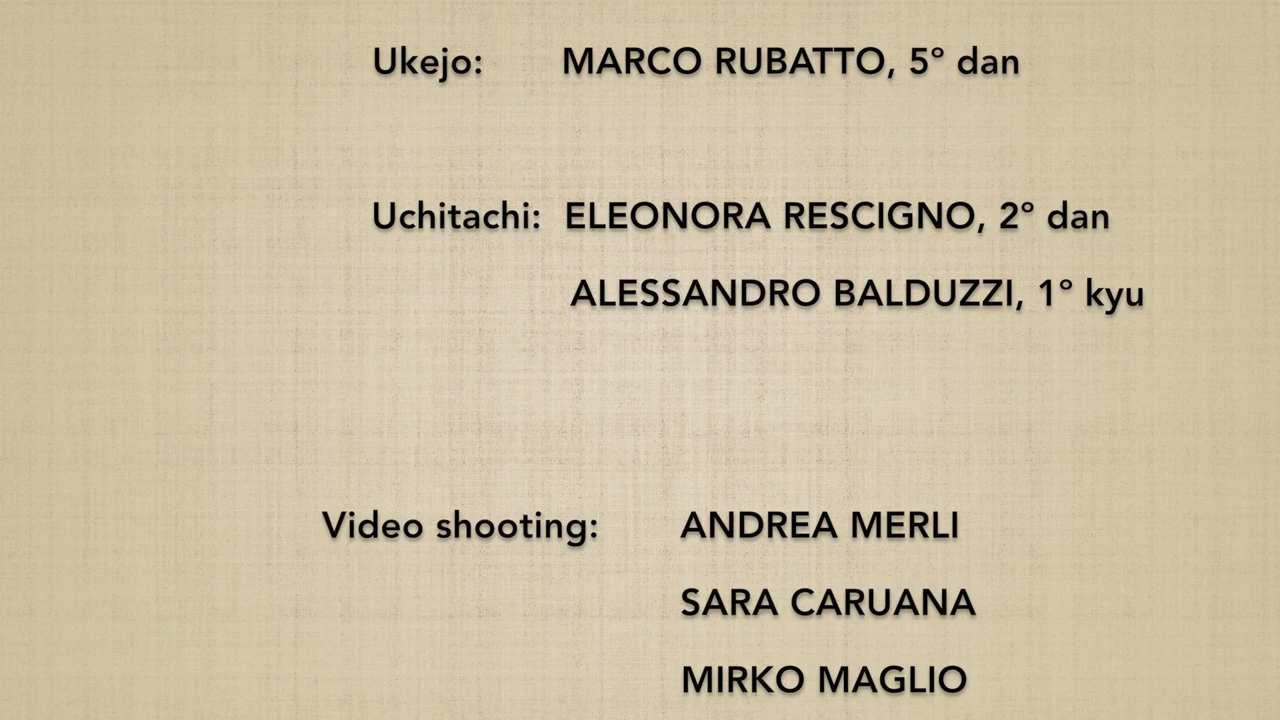 Ukejo: MARCO RUBATTO, 5° dan
Uchitachi: ELEONORA RESCIGNO, 2° dan
ALESSANDRO BALDUZZI, 1° kyu
Video shooting: ANDREA MERLI
SARA CARUANA
MIRKO MAGLIO